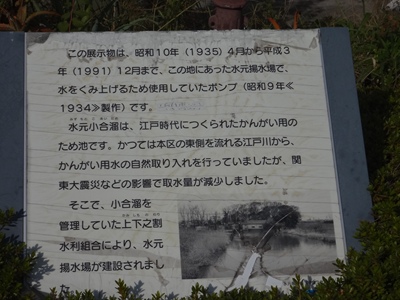 この展示物は、昭和10年（1935）4月から平成3
年（1991）12月まで、この地にあった水元揚水場で、
水をくみ上げるため使用していたポンプ（昭和9年≪
1934≫製作）です。
水元小合溜は、江戸時代につくられたかんがい用の
ため池です。かつては本区の東側を流れる江戸川から、
かんがい用水の自然取り入れを行っていましたが、関
東大震災などの影響で取水量が減少しました。
そこで、小合溜を
管理していた上下之割
水利組合により、水元
揚水場が建設されまし
た